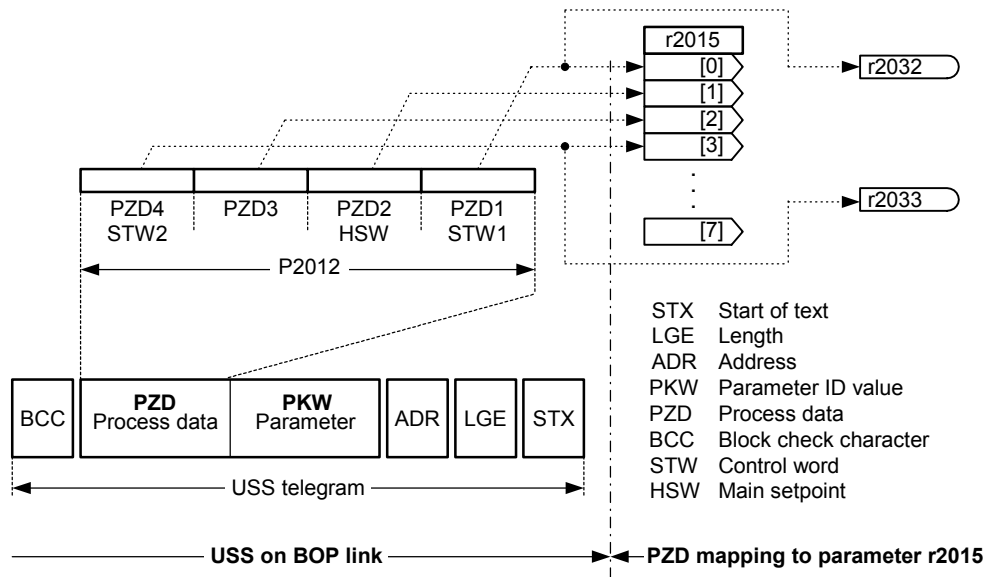 r2015
[0]
r2032
[1]
[2]
[3]
PZD4 PZD3 PZD2 PZD1
STW2 HSW STW1
r2033
[7]
P2012
STX Start of text
LGE Length
ADR Address
PKW Parameter ID value
PZD Process data
BCC Block check character
STW Control word
HSW Main setpoint
BCC PZD Process data PKW Parameter ADR LGE STX
USS telegram
USS on BOP link PZD mapping to parameter r2015